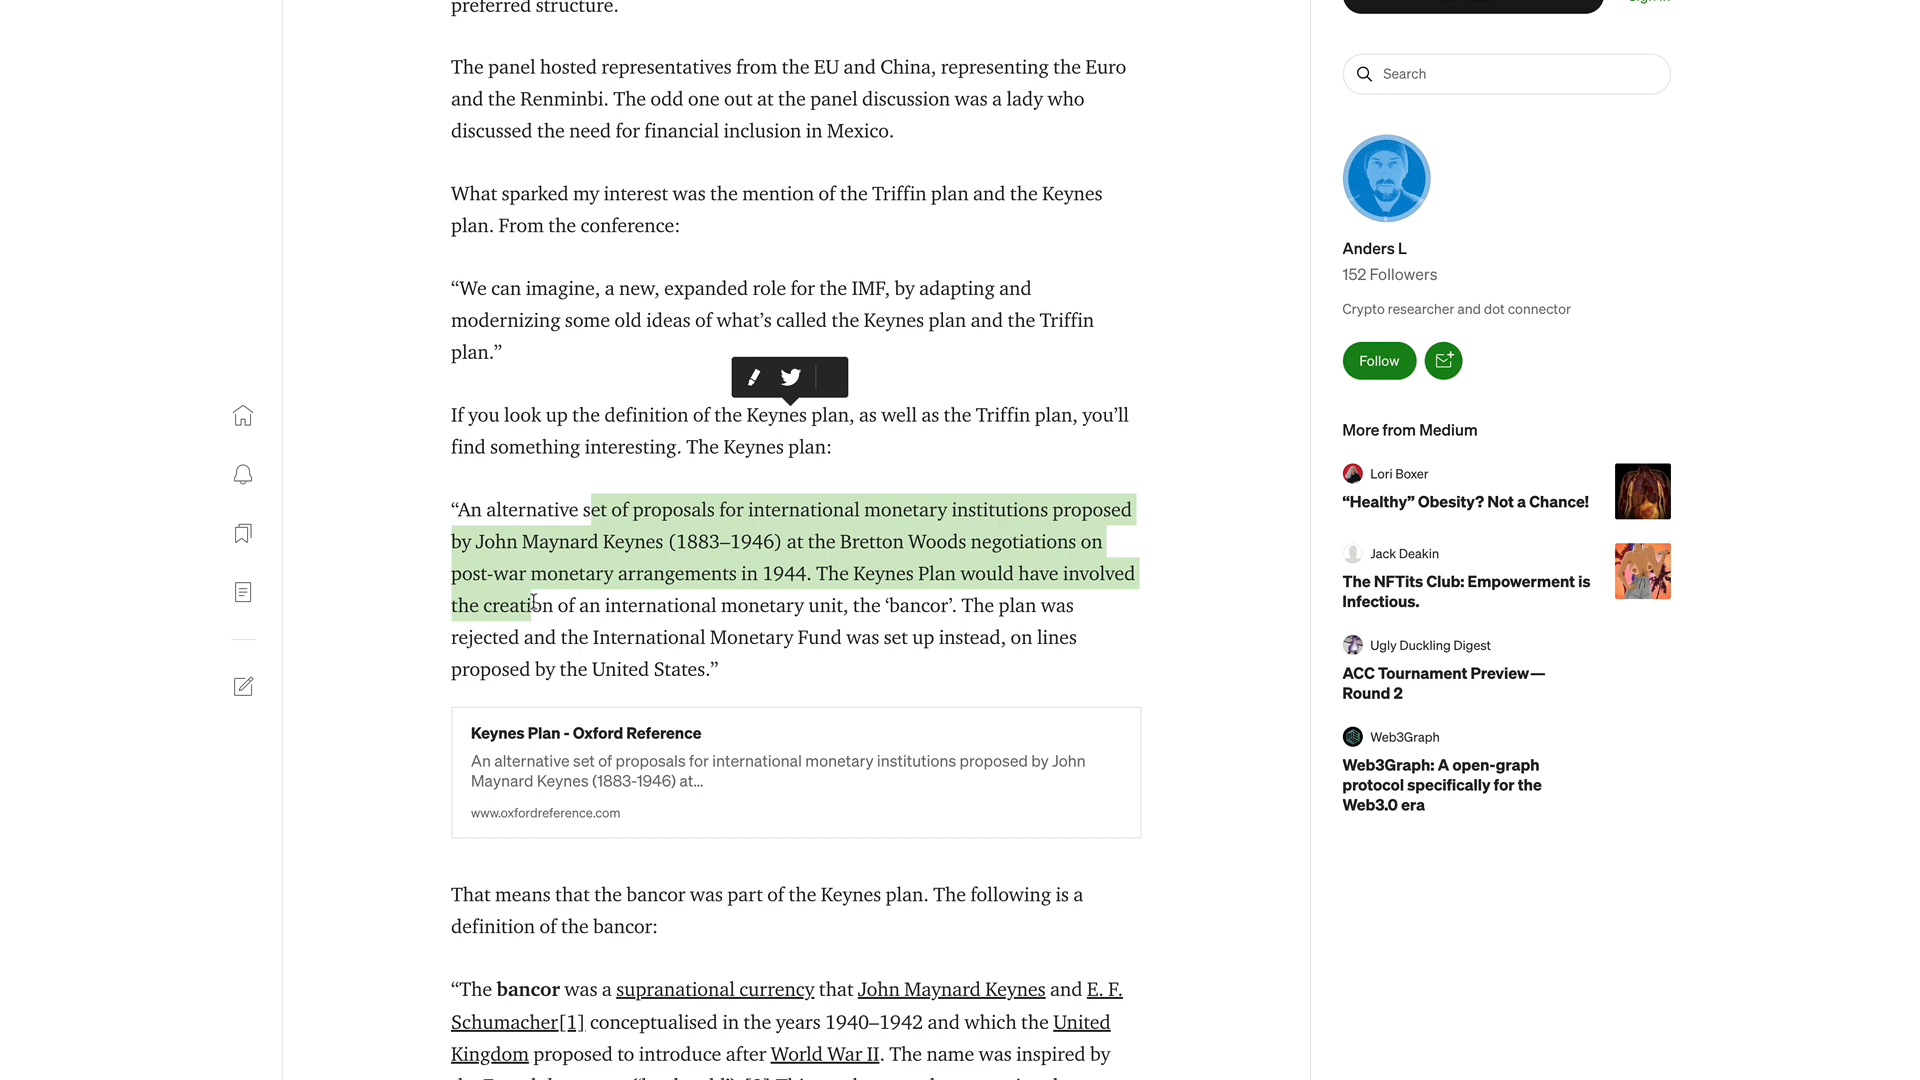 preferred structure.
The panel hosted representatives from the EU and China, representing the Euro
and the Renminbi. The odd one out at the panel discussion was a lady who
discussed the need for financial inclusion in Mexico.
What sparked my interest was the mention of the Triffin plan and the Keynes
plan. From the conference:
“We can imagine, a new, expanded role for the IMF, by adapting and
modernizing some old ideas of what’s called the Keynes plan and the Triffin
plan.”
If you look up the definition of the Keynes plan, as well as the Triffin plan, you’ll
find something interesting. The Keynes plan:
“An alternative set of proposals for international monetary institutions proposed
by John Maynard Keynes (1883–1946) at the Bretton Woods negotiations on
post-war monetary arrangements in 1944. The Keynes Plan would have involved
the creation of an international monetary unit, the ‘bancor’. The plan was
rejected and the International Monetary Fund was set up instead, on lines
proposed by the United States.”
Keynes Plan - Oxford Reference
An alternative set of proposals for international monetary institutions proposed by John
Maynard Keynes (1883-1946) at…
www.oxfordreference.com
That means that the bancor was part of the Keynes plan. The following is a
definition of the bancor:
“The bancor was a supranational currency that John Maynard Keynes and E. F.
Schumacher[1] conceptualised in the years 1940–1942 and which the United
Kingdom proposed to introduce after World War II. The name was inspired by
Search
Anders L
152 Followers
Crypto researcher and dot connector
Follow
More from Medium
Lori Boxer
“Healthy” Obesity? Not a Chance!
Jack Deakin
The NFTits Club: Empowerment is
Infectious.
Ugly Duckling Digest
ACC Tournament Preview—
Round 2
Web3Graph
Web3Graph: A open-graph
protocol specifically for the
Web3.0 era